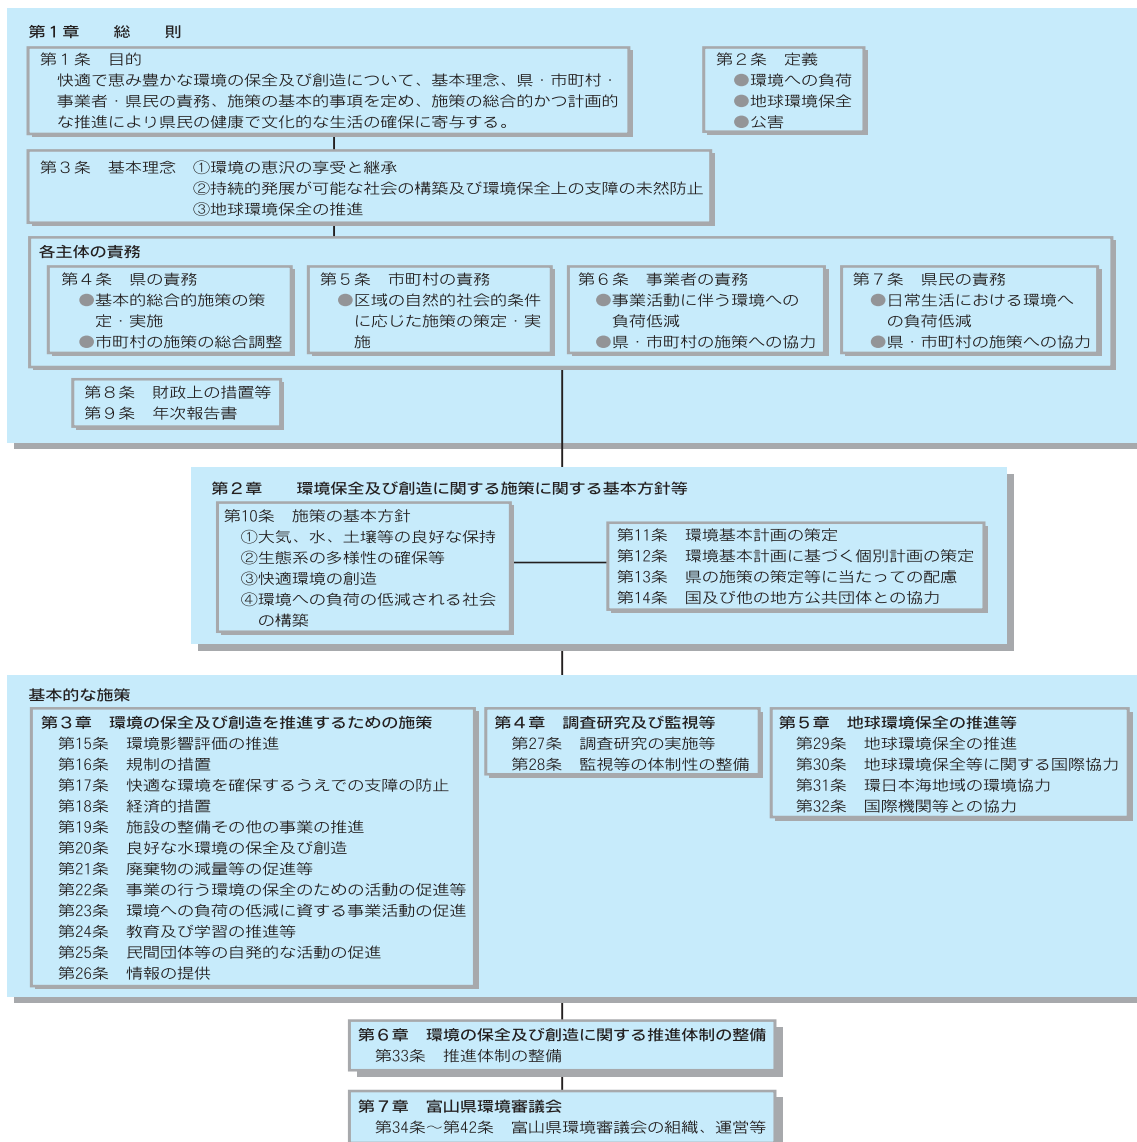 第１章　総　則
第１条　目的
快適で恵み豊かな環境の保全及び創造について、基本理念、県・市町村・
事業者・県民の責務、施策の基本的事項を定め、施策の総合的かつ計画的
な推進により県民の健康で文化的な生活の確保に寄与する。
第２条　定義
●環境への負荷
●地球環境保全
●公害
第３条　基本理念　①環境の恵沢の享受と継承
②持続的発展が可能な社会の構築及び環境保全上の支障の未然防止
③地球環境保全の推進
各主体の責務
第４条　県の責務
●基本的総合的施策の策
定・実施
●市町村の施策の総合調整
第５条　市町村の責務
●区域の自然的社会的条件
に応じた施策の策定・実
施
第６条　事業者の責務
●事業活動に伴う環境への
負荷低減
●県・市町村の施策への協力
第７条　県民の責務
●日常生活における環境へ
の負荷低減
●県・市町村の施策への協力
第８条　財政上の措置等
第９条　年次報告書
第２章　環境保全及び創造に関する施策に関する基本方針等
第10条　施策の基本方針
①大気、水、土壌等の良好な保持
②生態系の多様性の確保等
③快適環境の創造
④環境への負荷の低減される社会
の構築
第11条　環境基本計画の策定
第12条　環境基本計画に基づく個別計画の策定
第13条　県の施策の策定等に当たっての配慮
第14条　国及び他の地方公共団体との協力
基本的な施策
第３章　環境の保全及び創造を推進するための施策
第15条　環境影響評価の推進
第16条　規制の措置
第17条　快適な環境を確保するうえでの支障の防止
第18条　経済的措置
第19条　施設の整備その他の事業の推進
第20条　良好な水環境の保全及び創造
第21条　廃棄物の減量等の促進等
第22条　事業の行う環境の保全のための活動の促進等
第23条　環境への負荷の低減に資する事業活動の促進
第24条　教育及び学習の推進等
第25条　民間団体等の自発的な活動の促進
第26条　情報の提供
第４章　調査研究及び監視等
第27条　調査研究の実施等
第28条　監視等の体制性の整備
第５章　地球環境保全の推進等
第29条　地球環境保全の推進
第30条　地球環境保全等に関する国際協力
第31条　環日本海地域の環境協力
第32条　国際機関等との協力
第６章　環境の保全及び創造に関する推進体制の整備
第33条　推進体制の整備
第７章　富山県環境審議会
第34条～第42条　富山県環境審議会の組織、運営等